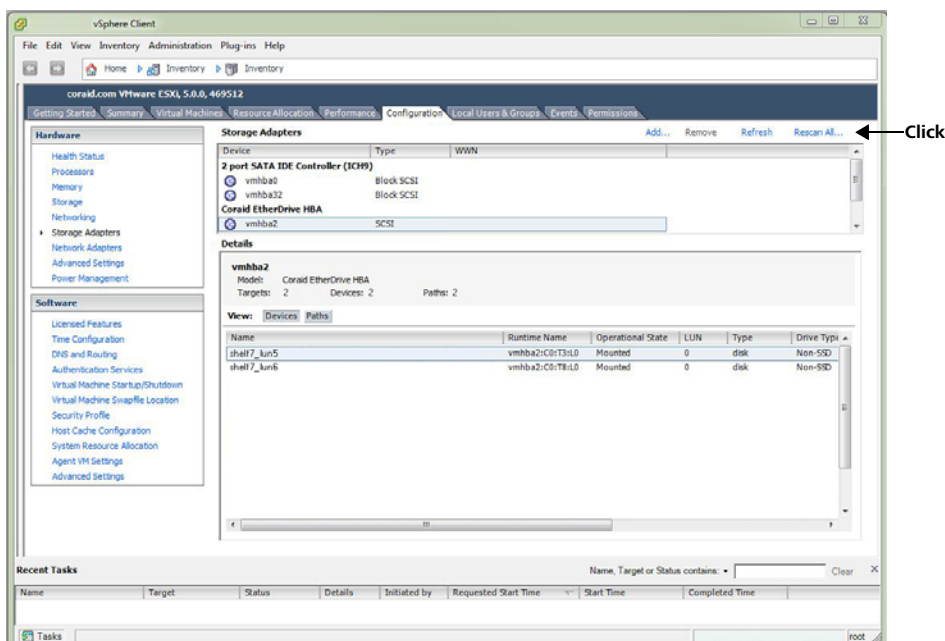 vSphere Client
File Edit View Inventory Administration Plug-ins Help
Home Inventory Inventory
coraid.com VMware ESXi, 5.0.0, 469512
Getting Started Summary Virtual Machines Resource Allocation Performance Configuration Local Users & Groups Events Permissions
Hardware
Health Status
Processors
Memory
Storage
Networking
Storage Adapters
Network Adapters
Advanced Settings
Power Management
Software
Licensed Features
Time Configuration
DNS and Routing
Authentication Services
Virtual Machine Startup/Shutdown
Virtual Machine Swapfile Location
Security Profile
Host Cache Configuration
System Resource Allocation
Agent VM Settings
Advanced Settings
Storage Adapters Add... Remove Refresh Rescan All...
Click
Device Type WWN
2 port SATA IDE Controller (ICH9)
vmhba0 Block SCSI
vmhba32 Block SCSI
Coraid EtherDrive HBA
vmhba2 SCSI
Details
vmhba2
Model: Coraid EtherDrive HBA
Targets: 2 Devices: 2 Paths: 2
View: Devices Paths
Name Runtime Name Operational State LUN Type Drive Type
shelf7_lun5 vmhba2:C0:T3:L0 Mounted 0 disk Non-SSD
shelf7_lun6 vmhba2:C0:T8:L0 Mounted 0 disk Non-SSD
Recent Tasks Name, Target or Status contains: Clear
Name Target Status Details Initiated by Requested Start Time Start Time Completed Time
Tasks root